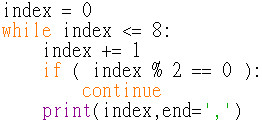 index = 0
while index <= 8:
    index += 1
    if ( index % 2 == 0 ):
        continue
    print(index,end=',')